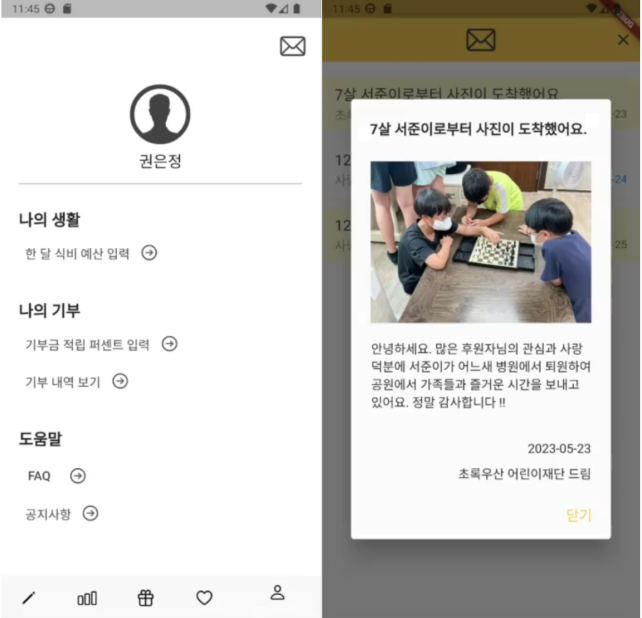 11:45
권은정
나의 생활
한 달 식비 예산 입력
나의 기부
기부금 적립 퍼센트 입력
기부 내역 보기
도움말
FAQ
공지사항
11:45
7살 서준이로부터 사진이 도착했어요
초
-23
12
사
-24
12
사
-25
7살 서준이로부터 사진이 도착했어요.
안녕하세요. 많은 후원자님의 관심과 사랑
덕분에 서준이가 어느새 병원에서 퇴원하여
공원에서 가족들과 즐거운 시간을 보내고
있어요. 정말 감사합니다 !!
2023-05-23
초록우산 어린이재단 드림
닫기